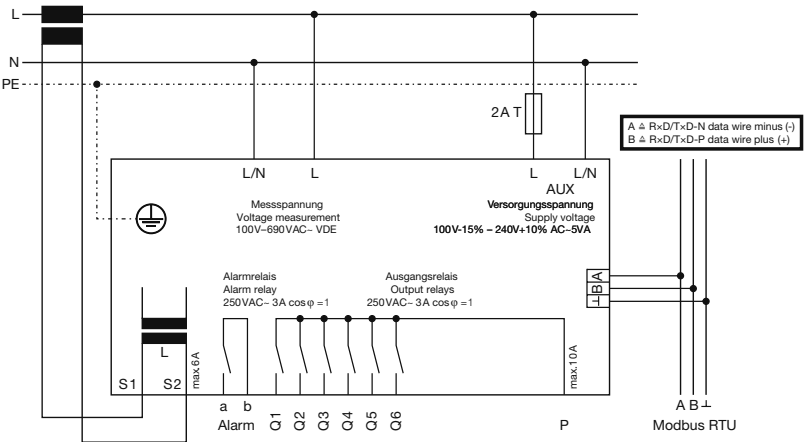 L
N
PE
2A T
A ≙ R×D/T×D-N data wire minus (-)
B ≙ R×D/T×D-P data wire plus (+)
L/N L L L/N
AUX
Messspannung
Voltage measurement
100V–690VAC~ VDE
Versorgungsspannung
Supply voltage
100V-15% – 240V+10% AC~5VA
Alarmrelais
Alarm relay
250VAC~ 3A cosφ =1
Ausgangsrelais
Output relays
250VAC~ 3A cosφ =1
A
B
⊥
L
S1 S2
max.6A
max.10A
a b
Alarm
Q1 Q2 Q3 Q4 Q5 Q6
P
A B ⊥
Modbus RTU